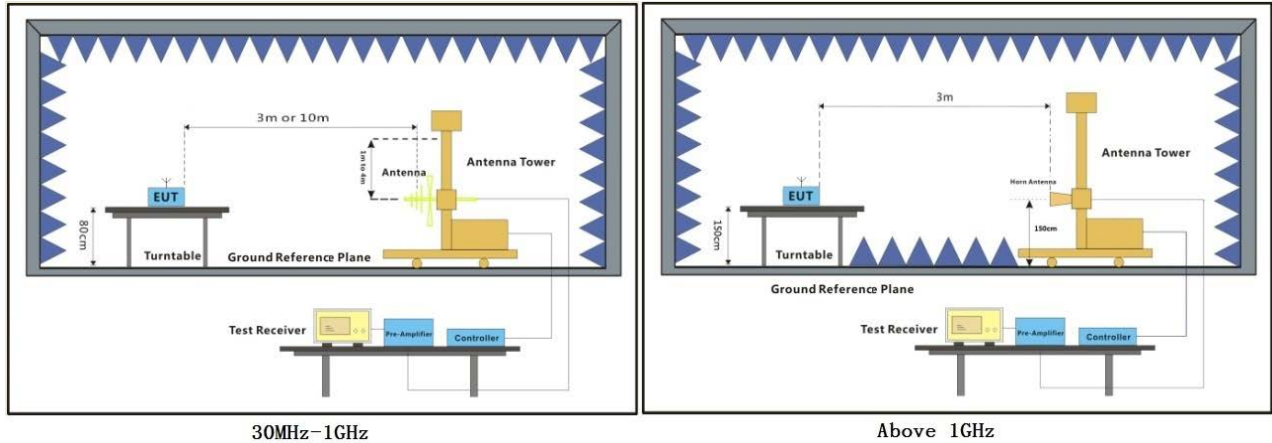 3m or 10m
1m to 4m
Antenna
Antenna Tower
EUT
80cm
Turntable
Ground Reference Plane
Test Receiver
Pre-Amplifier
Controller
30MHz-1GHz
3m
Antenna Tower
Horn Antenna
EUT
150cm
150cm
Turntable
Ground Reference Plane
Test Receiver
Pre-Amplifier
Controller
Above 1GHz